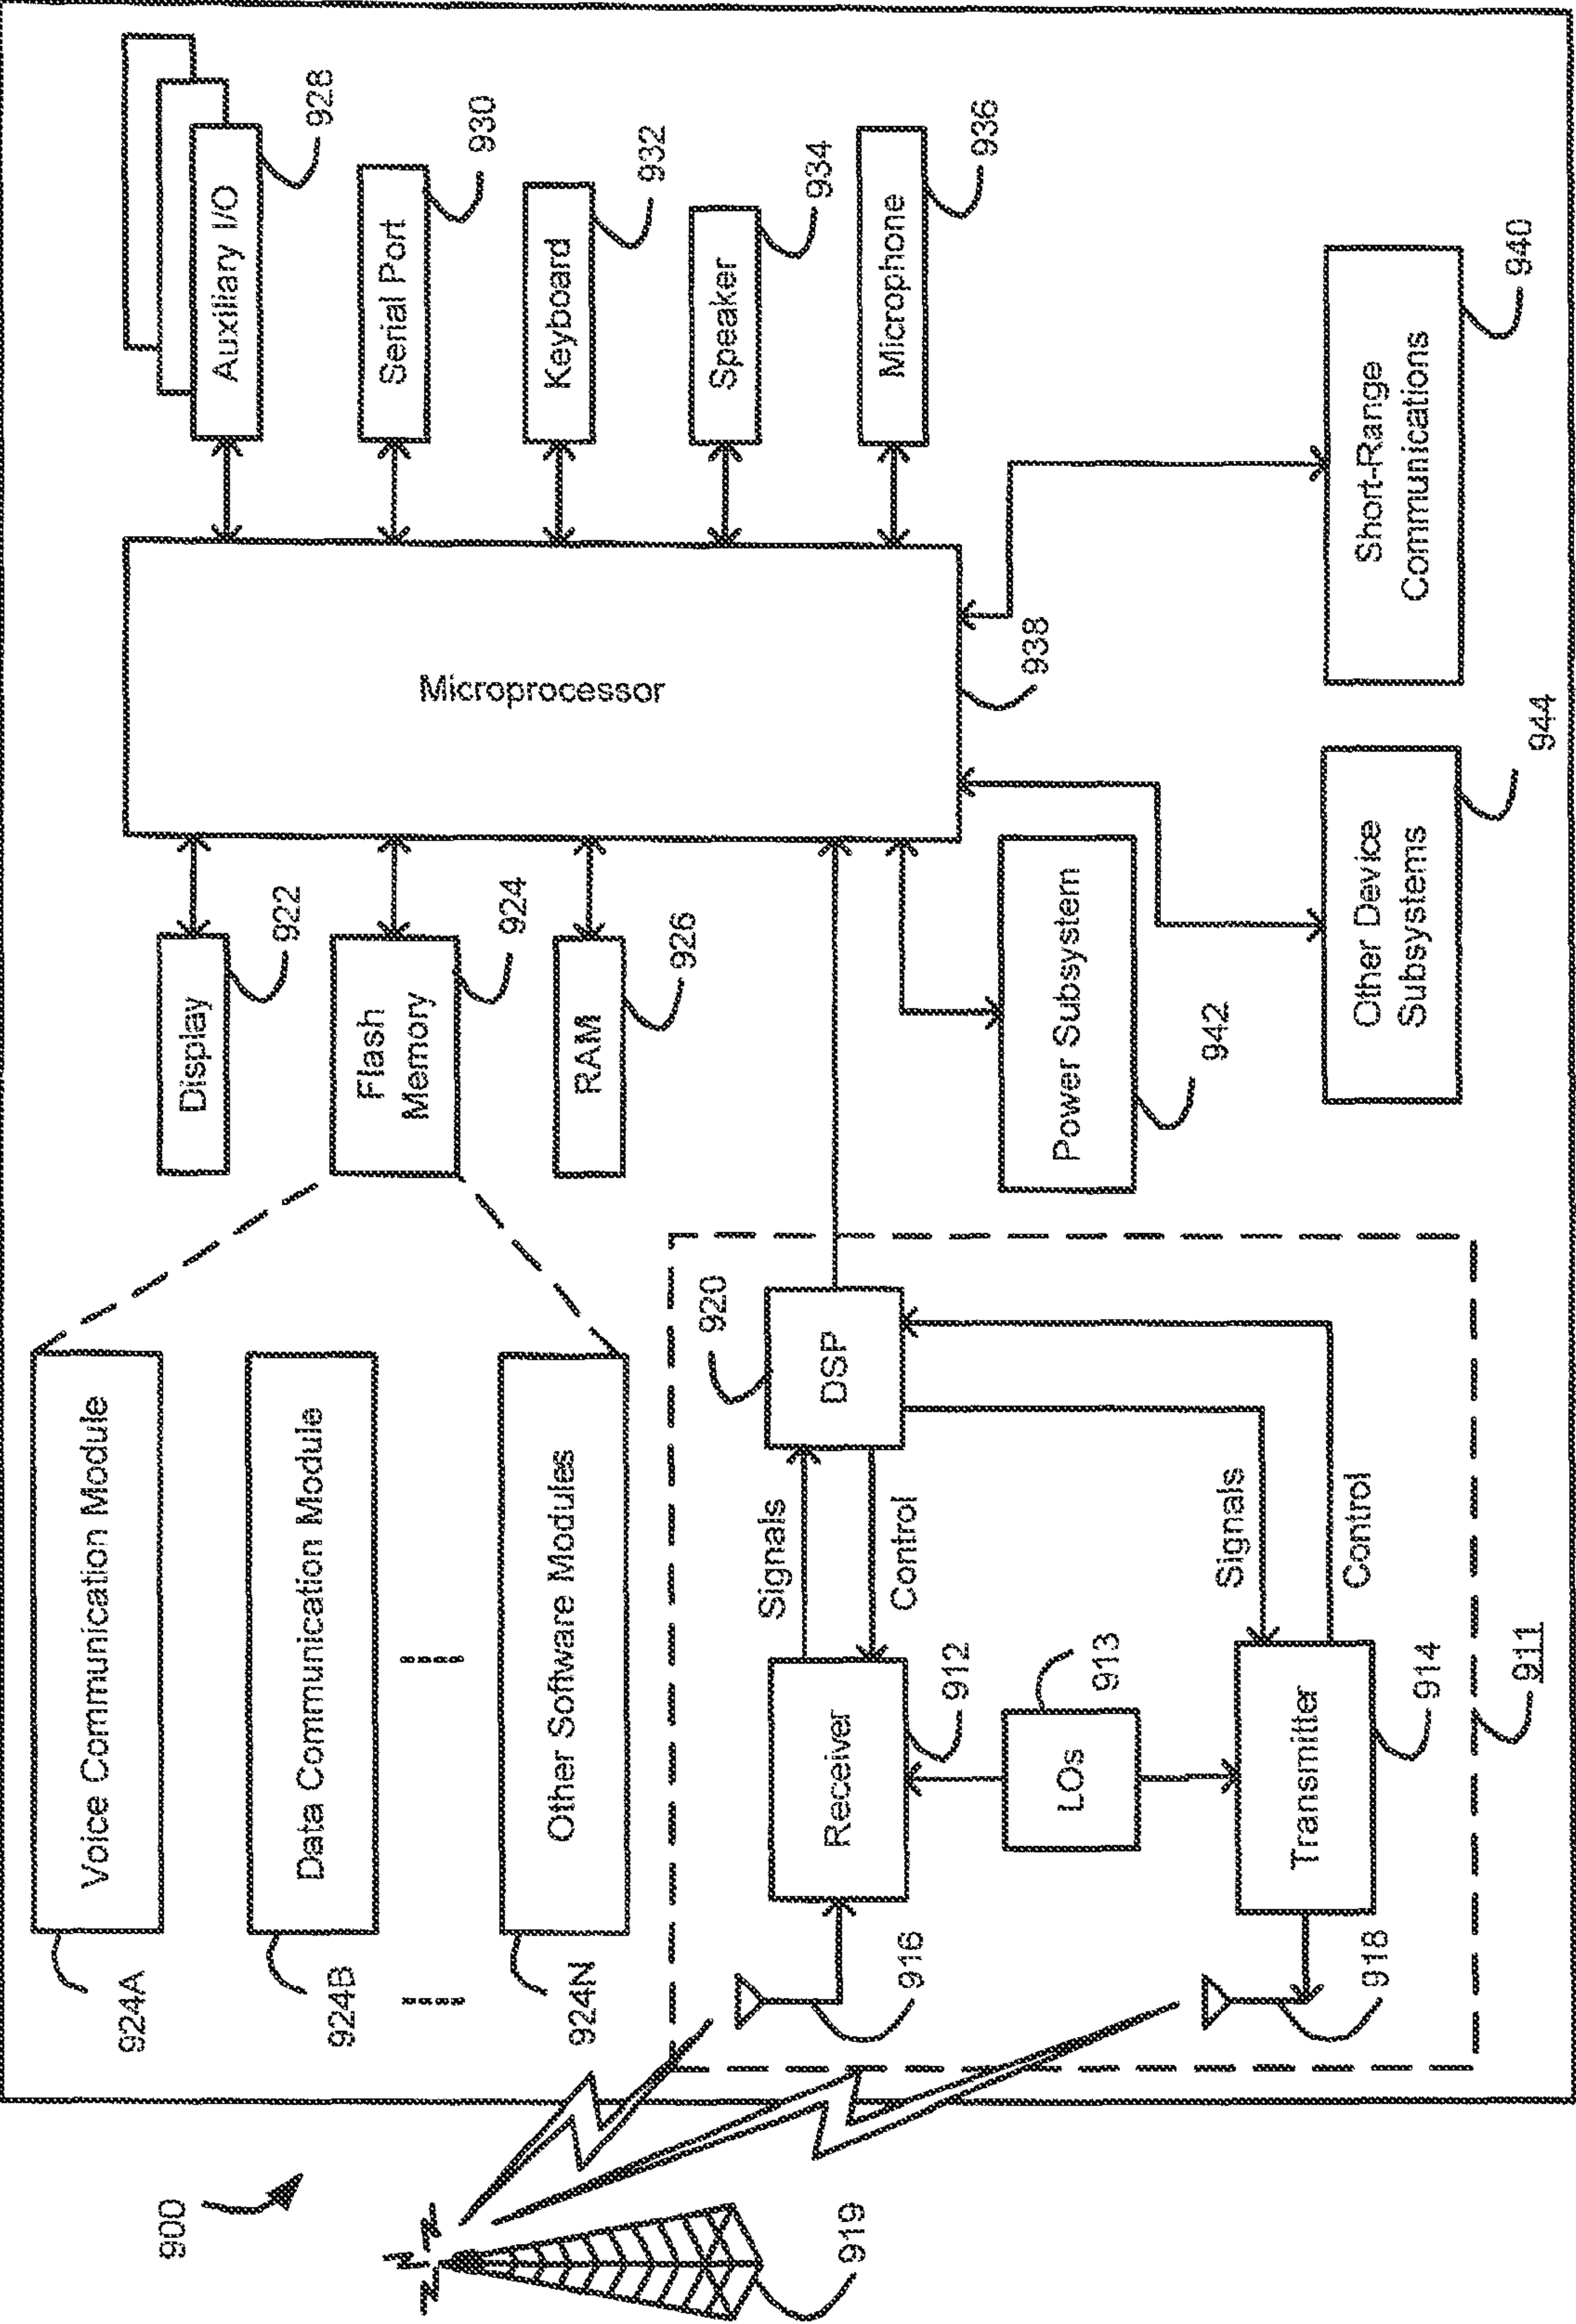 900
924A
Voice Communication Module
924B
Data Communication Module
924N
Other Software Modules
Display
922
Flash
Memory
924
RAM
926
Microprocessor
938
Auxiliary I/O
928
Serial Port
930
Keyboard
932
Speaker
934
Microphone
936
Short-Range
Communications
940
Other Device
Subsystems
944
Power Subsystem
942
DSP
920
Signals
Control
Receiver
912
LOs
913
Signals
Control
Transmitter
914
911
916
918
919